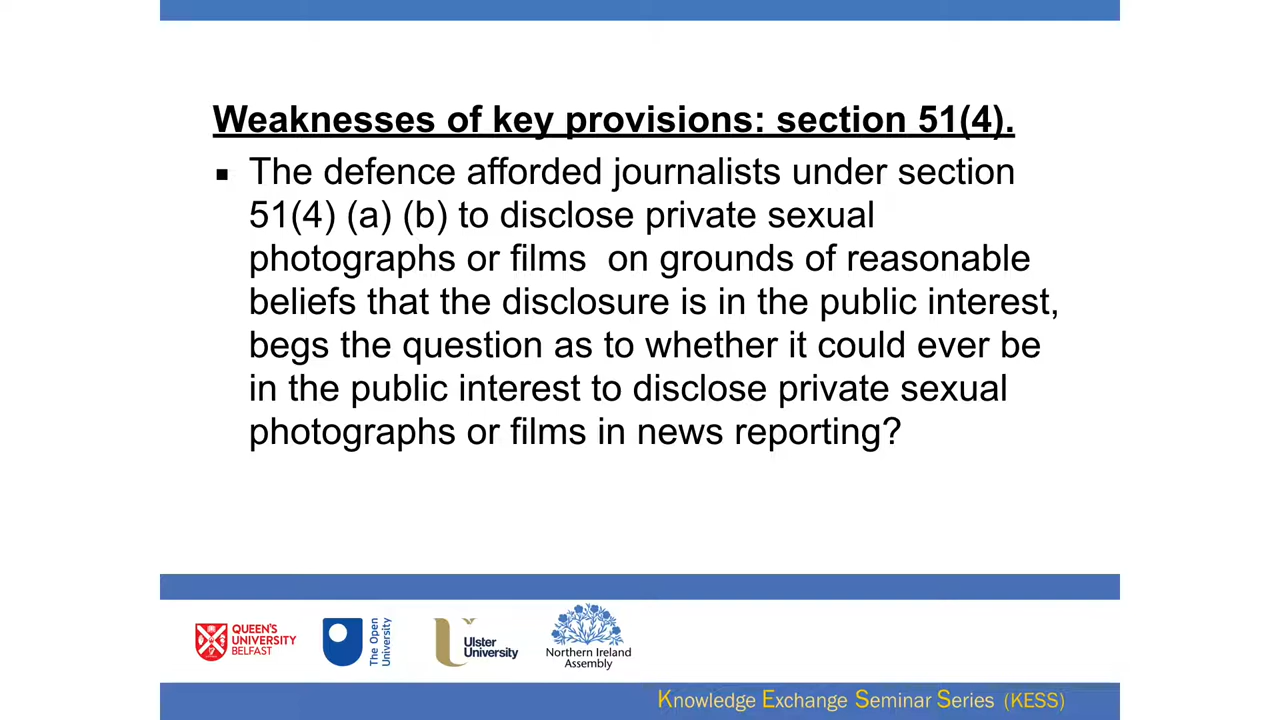 Weaknesses of key provisions: section 51(4).
▪ The defence afforded journalists under section
51(4) (a) (b) to disclose private sexual
photographs or films  on grounds of reasonable
beliefs that the disclosure is in the public interest,
begs the question as to whether it could ever be
in the public interest to disclose private sexual
photographs or films in news reporting?
QUEEN'S
UNIVERSITY
BELFAST
The Open
University
Ulster
University
Northern Ireland
Assembly
Knowledge Exchange Seminar Series (KESS)